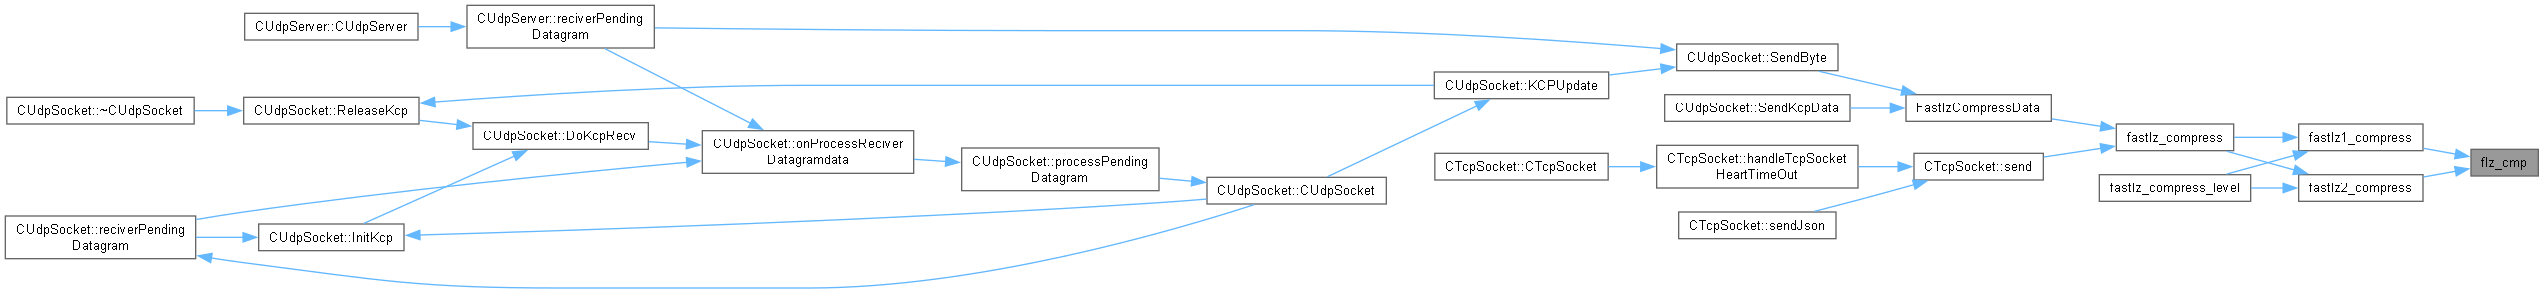 CUdpServer::CUdpServer
CUdpServer::reciverPending
Datagram
CUdpSocket::SendByte
CUdpSocket::KCPUpdate
CUdpSocket::~CUdpSocket
CUdpSocket::ReleaseKcp
CUdpSocket::SendKcpData
FastlzCompressData
CUdpSocket::DoKcpRecv
CUdpSocket::onProcessReciver
Datagramdata
fastlz_compress
fastlz1_compress
CUdpSocket::processPending
Datagram
CTcpSocket::CTcpSocket
CTcpSocket::handleTcpSocket
HeartTimeOut
CTcpSocket::send
flz_cmp
CUdpSocket::CUdpSocket
fastlz_compress_level
fastlz2_compress
CUdpSocket::reciverPending
Datagram
CUdpSocket::InitKcp
CTcpSocket::sendJson